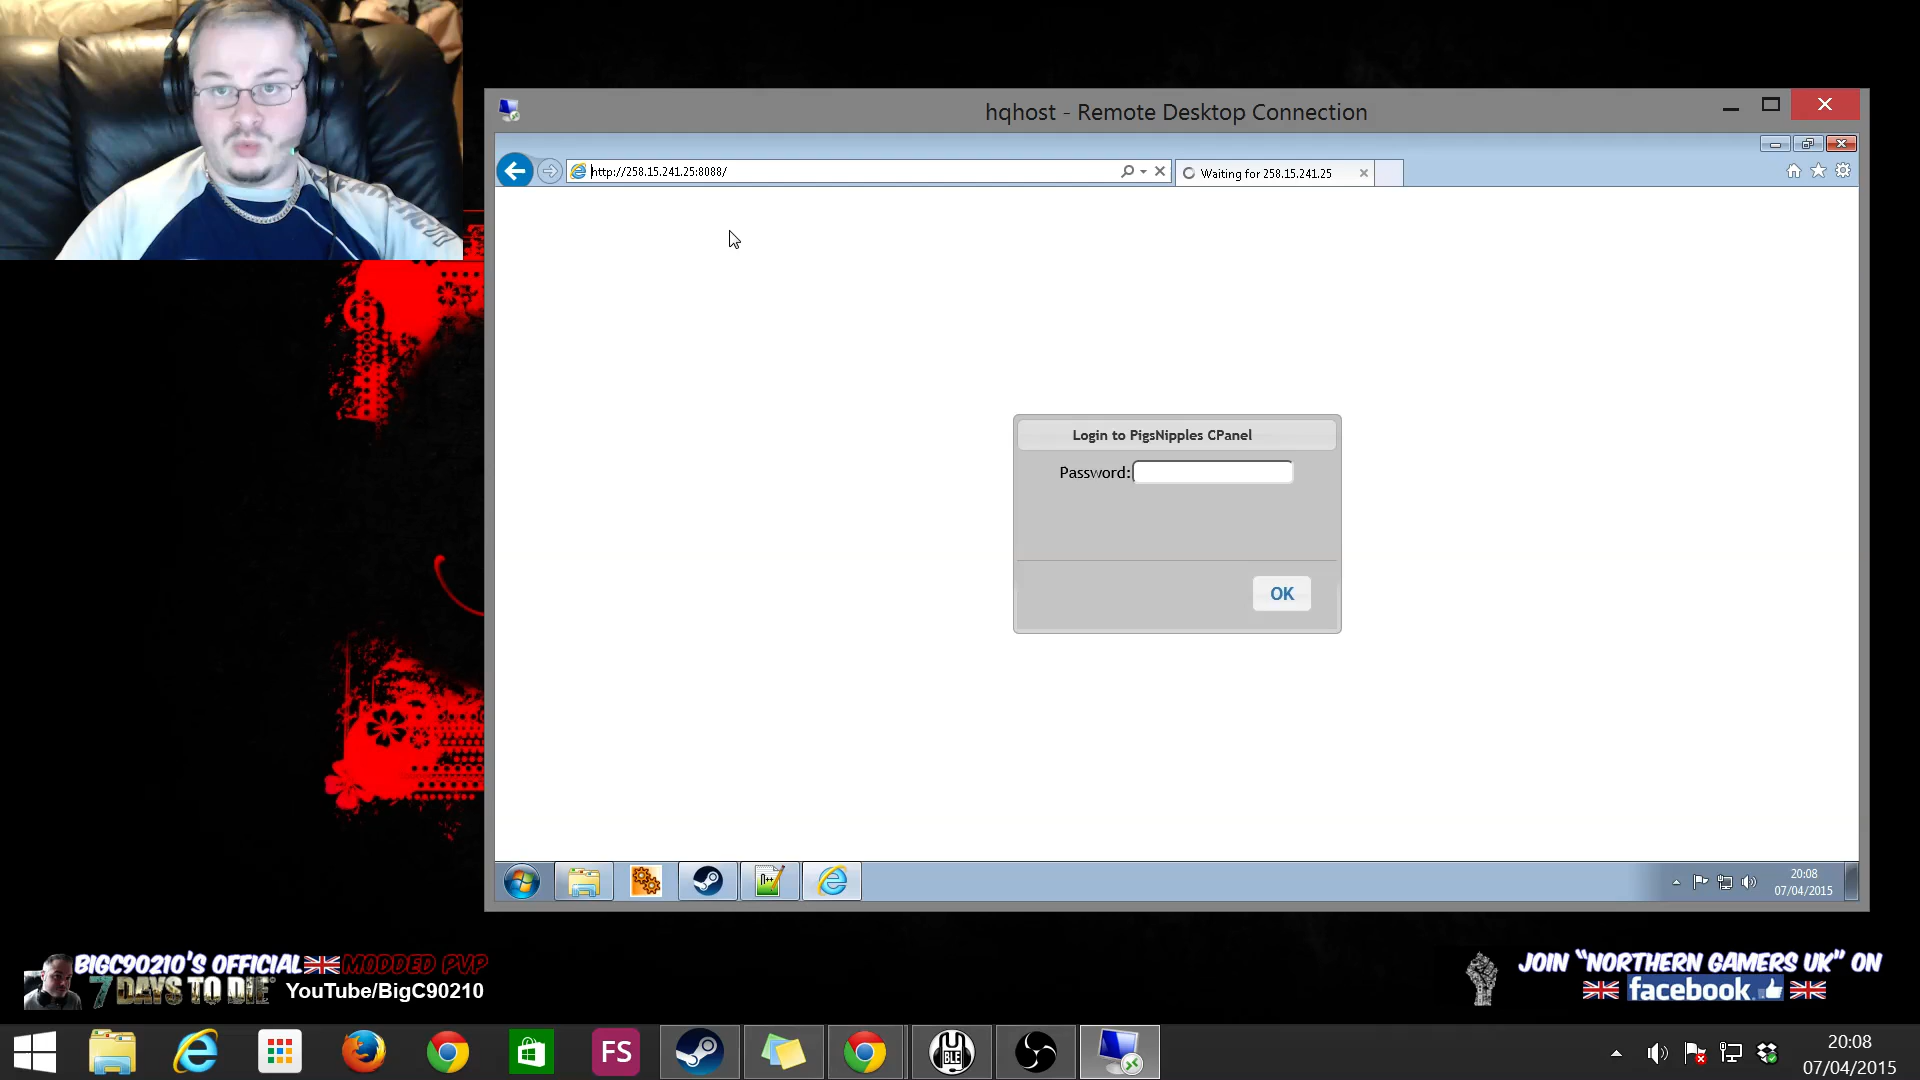 hqhost - Remote Desktop Connection
http://258.15.241.25:8088/
Waiting for 258.15.241.25
Login to PigsNipples CPanel
Password:
OK
20:08
07/04/2015
BIGC90210'S OFFICIAL MODDED PVP
7 DAYS TO DIE YouTube/BigC90210
JOIN "NORTHERN GAMERS UK" ON
facebook
FS
BLE
20:08
07/04/2015